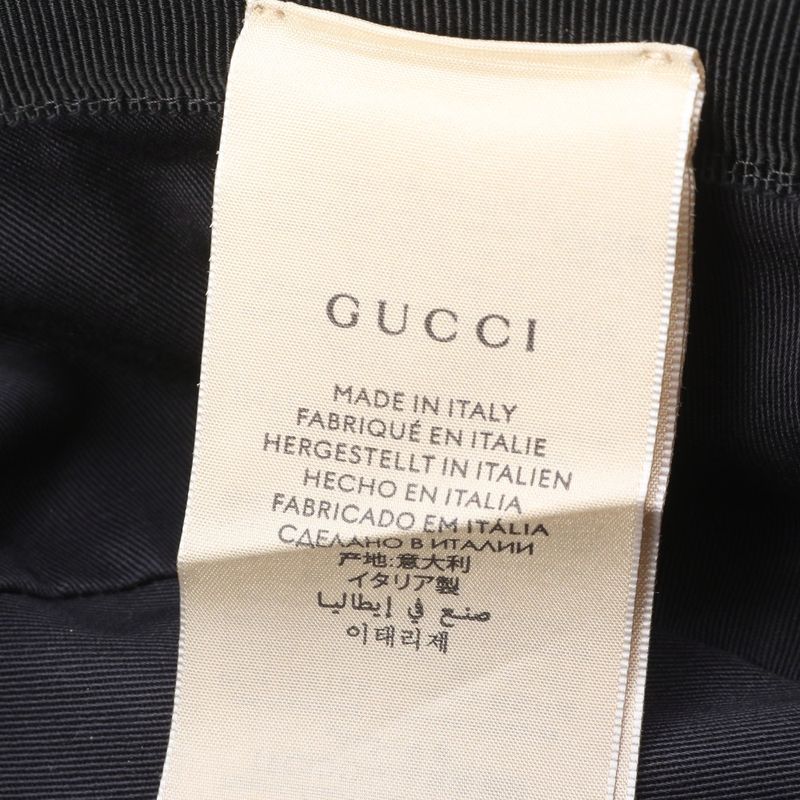 GUCCI
MADE IN ITALY
FABRIQUÉ EN ITALIE
HERGESTELLT IN ITALIEN
HECHO EN ITALIA
FABRICADO EM ITÁLIA
СДЕЛАНО В ИТАЛИИ
产地:意大利
イタリア製
صنع في إيطاليا
이태리제